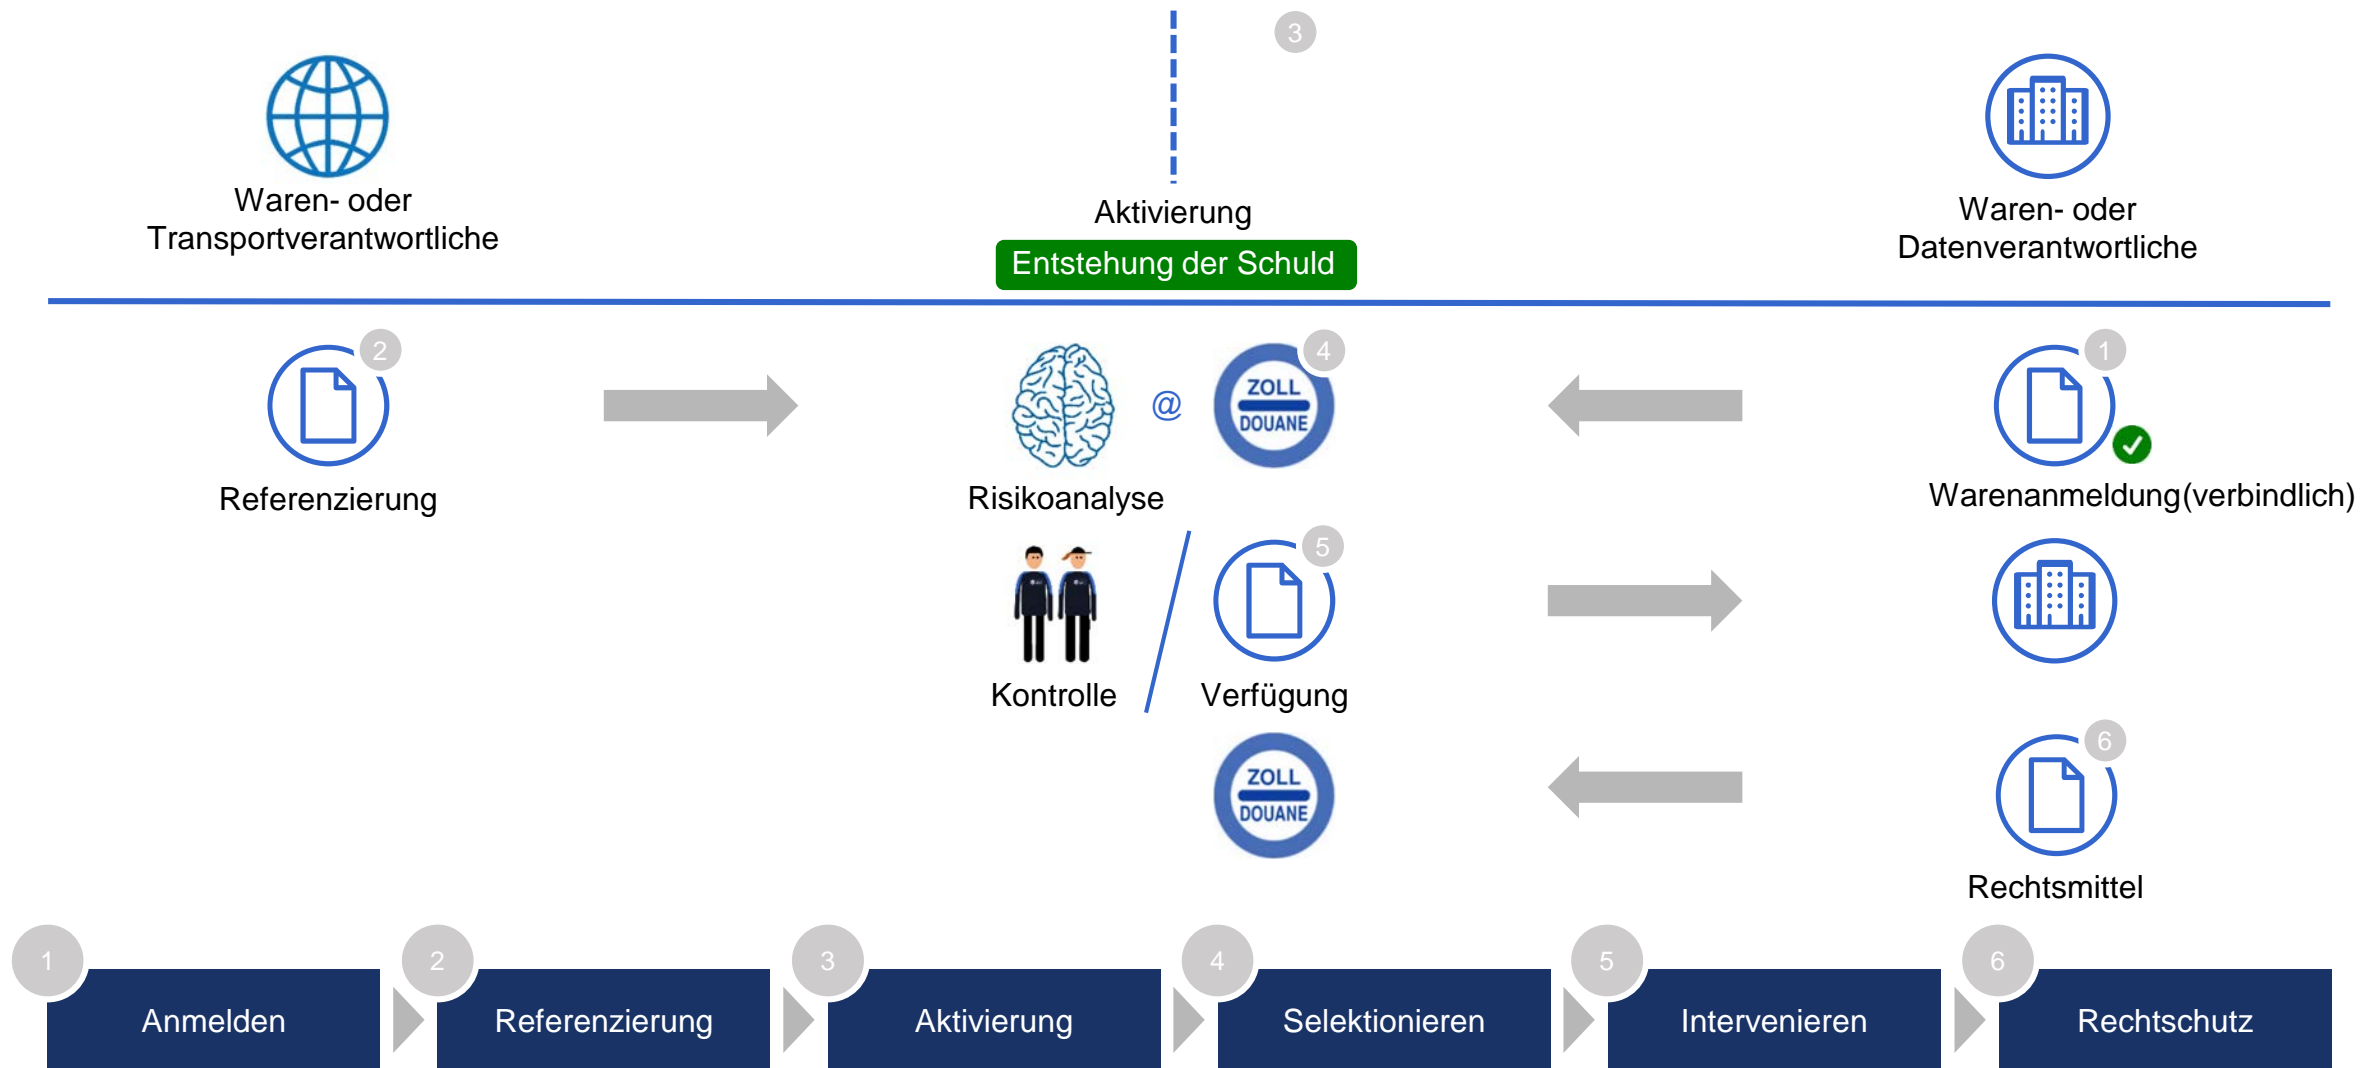 3
Waren- oder
Transportverantwortliche
Aktivierung
Entstehung der Schuld
Waren- oder
Datenverantwortliche
2
4
1
@
ZOLL
DOUANE
Referenzierung
Risikoanalyse
Warenanmeldung(verbindlich)
5
Kontrolle
Verfügung
6
ZOLL
DOUANE
Rechtsmittel
1
2
3
4
5
6
Anmelden
Referenzierung
Aktivierung
Selektionieren
Intervenieren
Rechtschutz